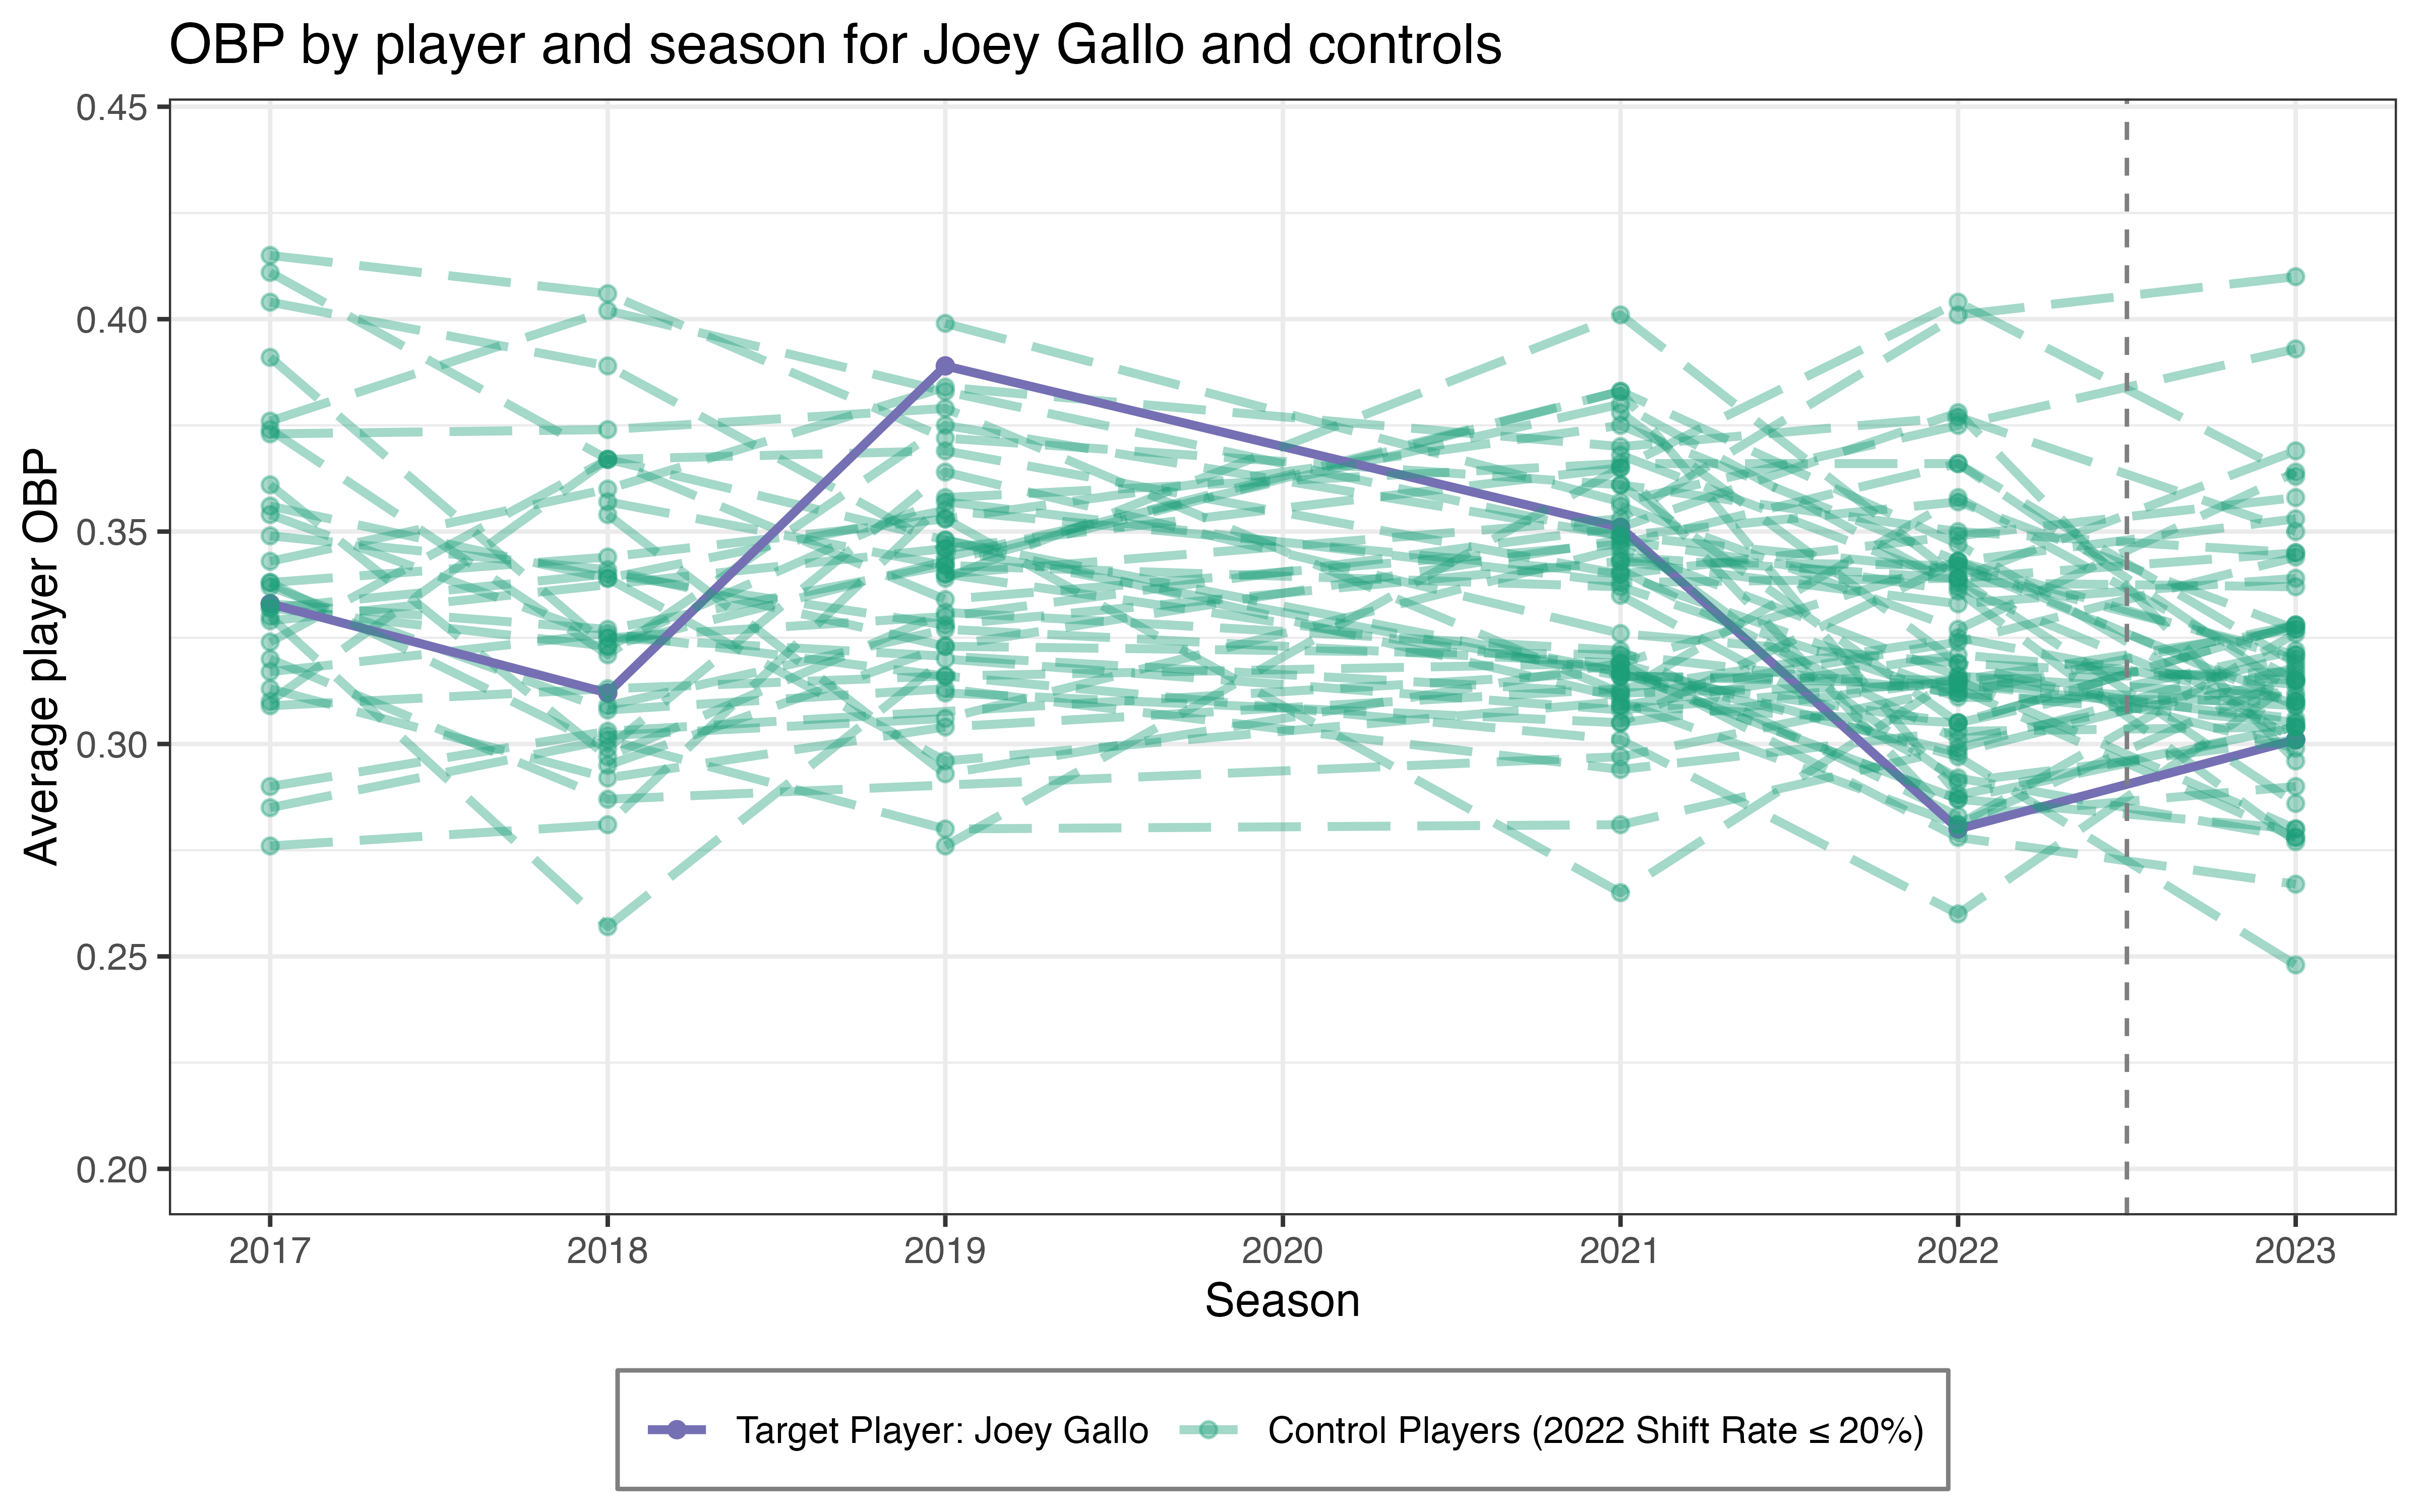 OBP by player and season for Joey Gallo and controls
Average player OBP
0.45
0.40
0.35
0.30
0.25
0.20
2017 2018 2019 2020 2021 2022 2023
Season
Target Player: Joey Gallo Control Players (2022 Shift Rate ≤ 20%)